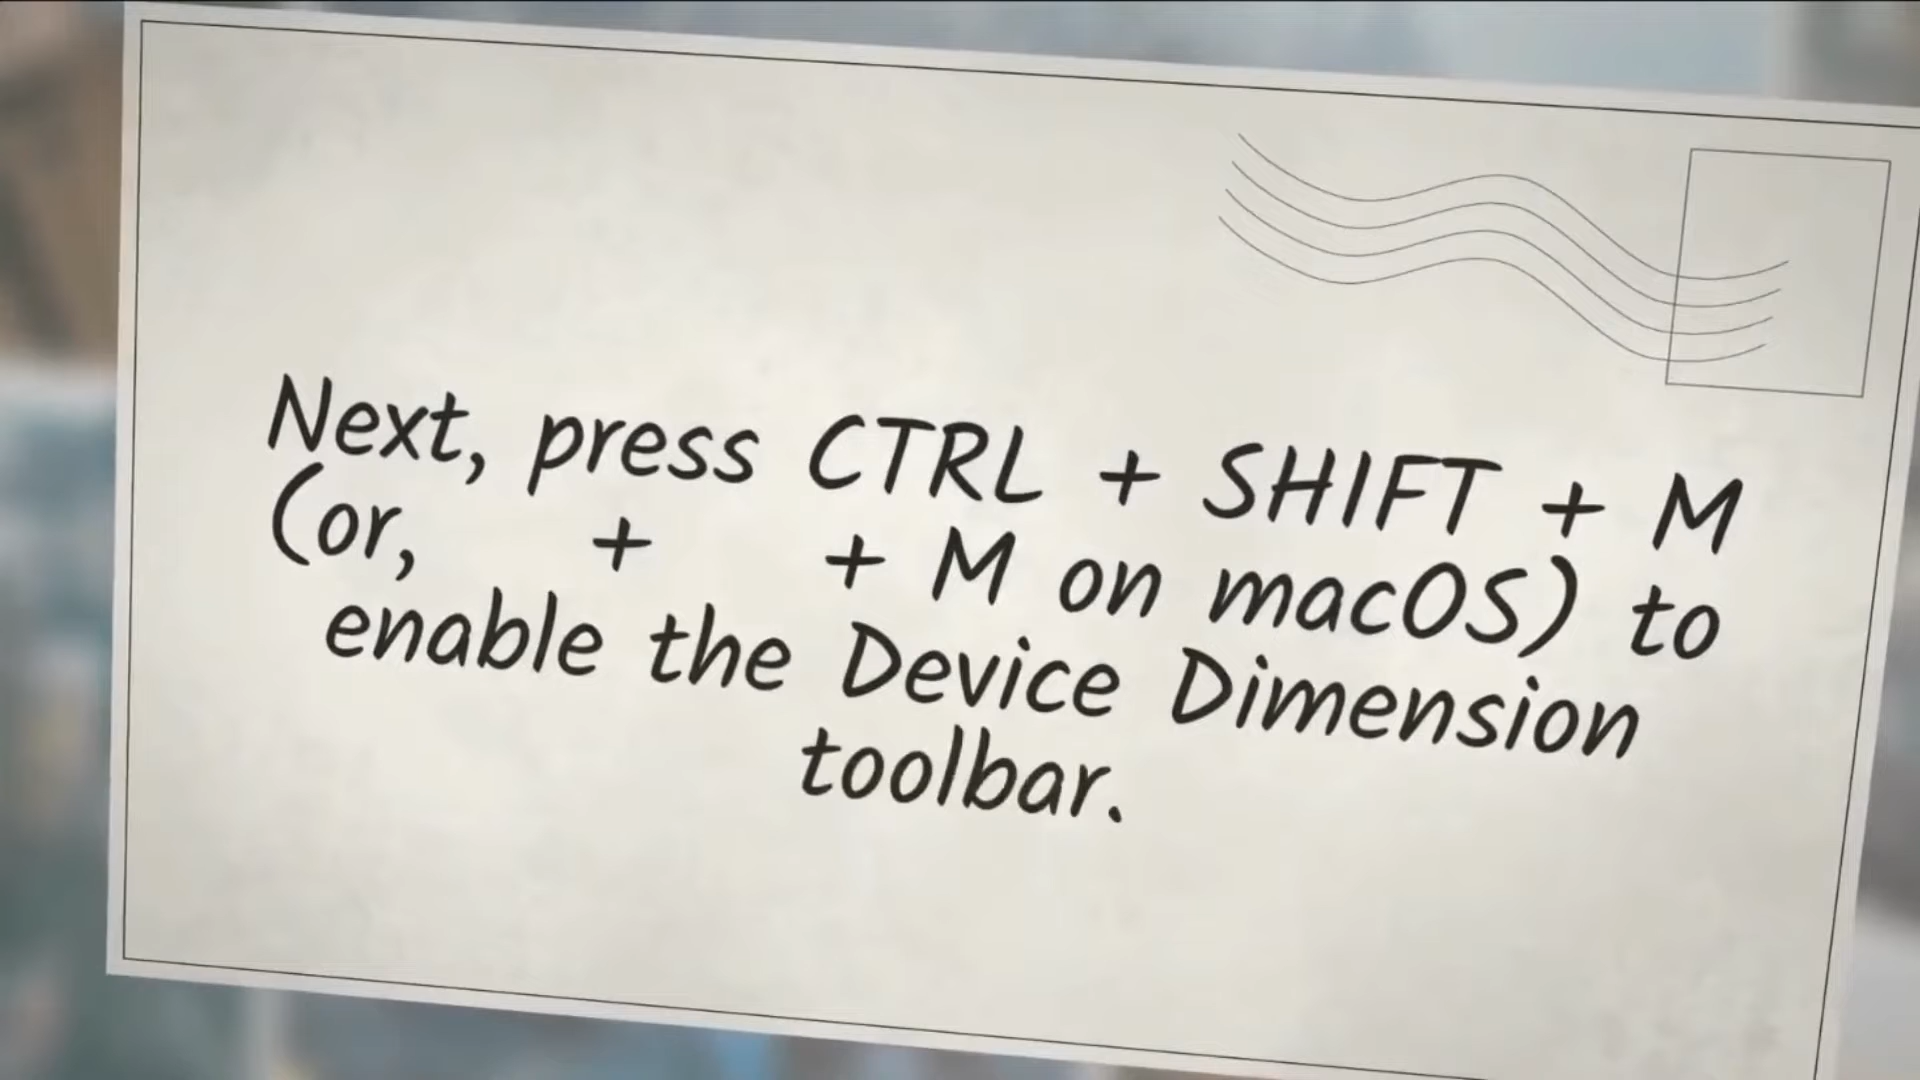 Next, press CTRL + SHIFT + M
(or, + + M on macOS) to
enable the Device Dimension
toolbar.